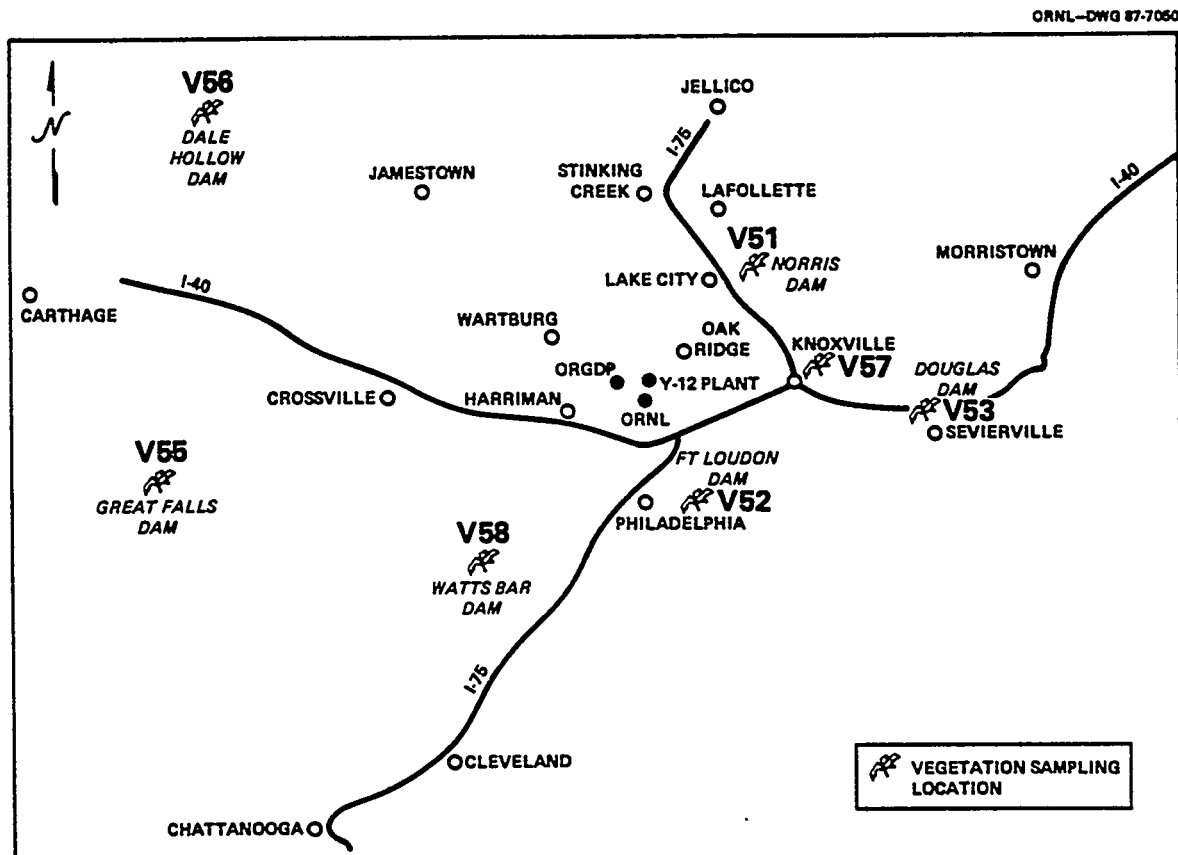 ORNL-DWG 87-7050
N
V56
DALE
HOLLOW
DAM
JELLICO
I-75
JAMESTOWN
STINKING
CREEK
LAFOLLETTE
I-40
V51
NORRIS
DAM
MORRISTOWN
LAKE CITY
I-40
CARTHAGE
WARTBURG
OAK
RIDGE
KNOXVILLE
V57
ORGDP
Y-12 PLANT
DOUGLAS
DAM
V53
SEVIERVILLE
CROSSVILLE
HARRIMAN
ORNL
V55
GREAT FALLS
DAM
FT LOUDON
DAM
V52
PHILADELPHIA
V58
WATTS BAR
DAM
I-75
CLEVELAND
CHATTANOOGA
VEGETATION SAMPLING
LOCATION